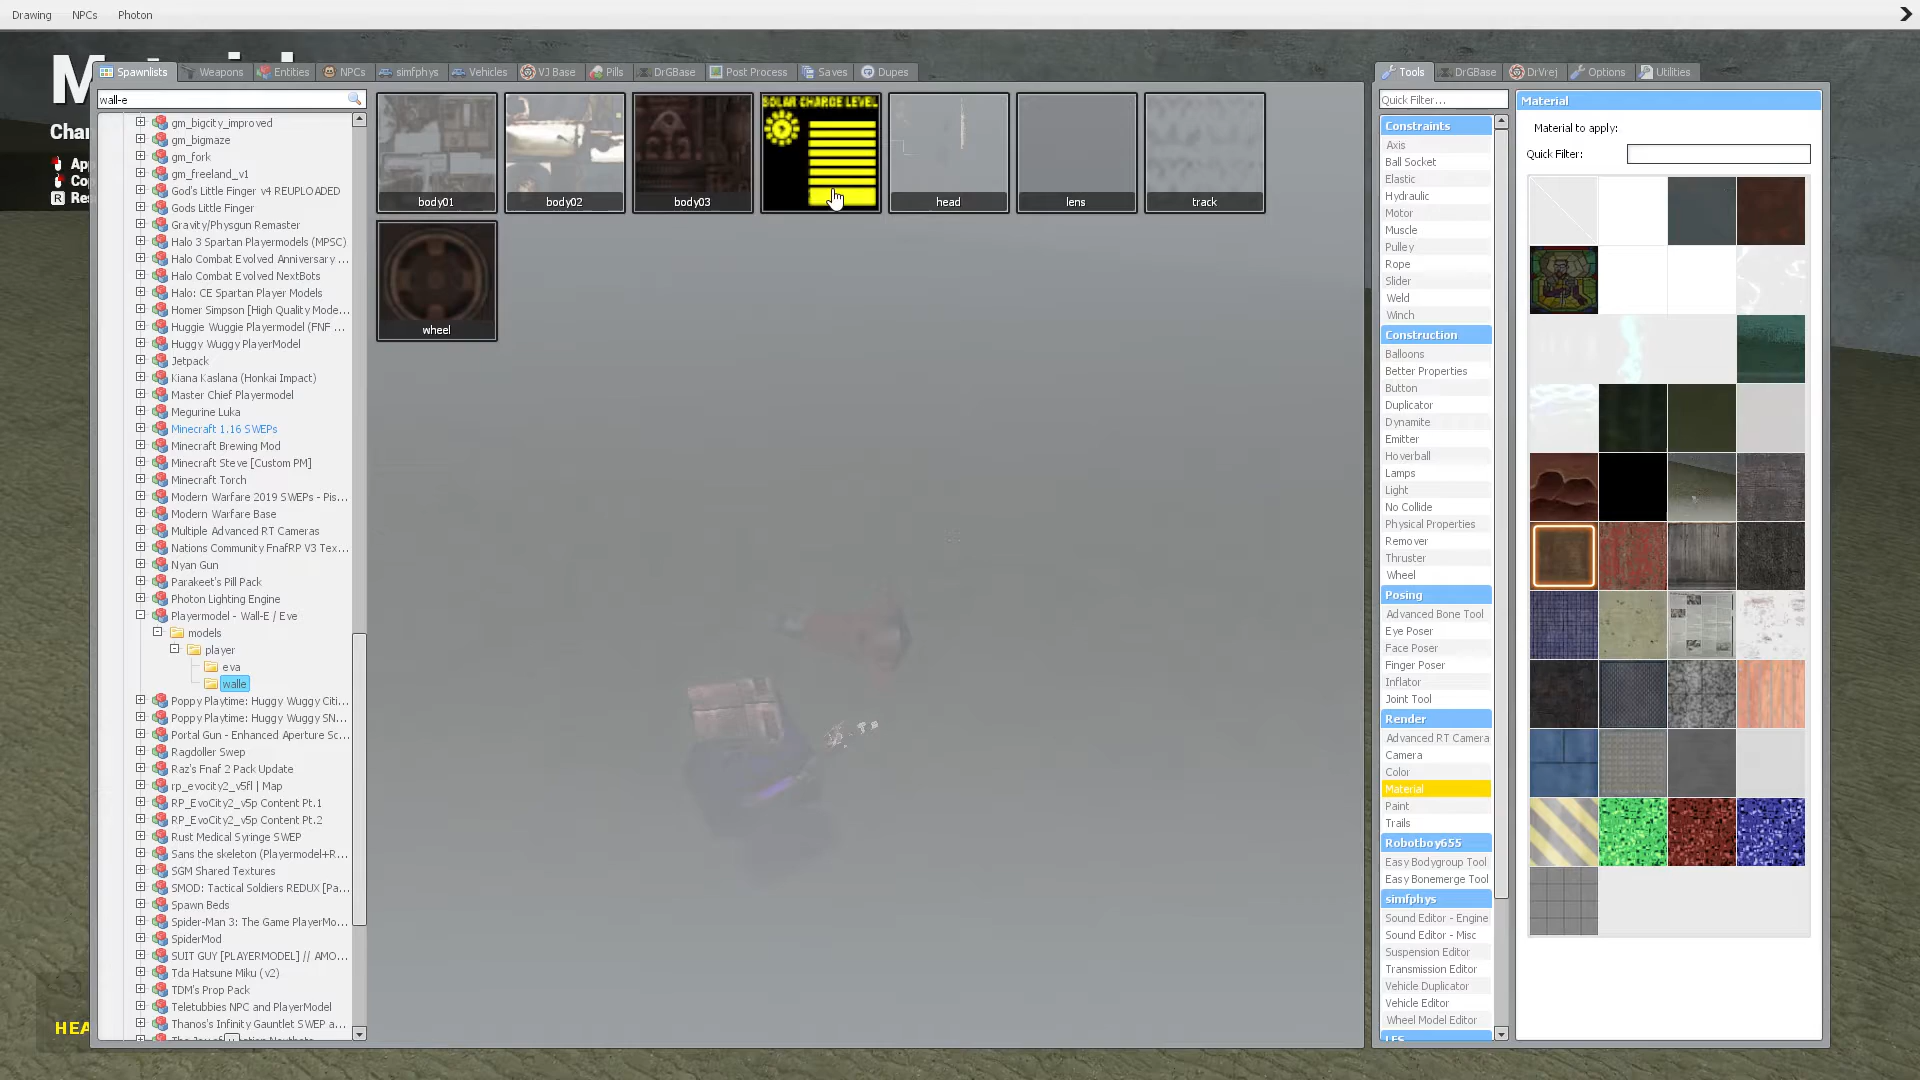 Drawing NPCs Photon
M
Spawnlists Weapons Entities NPCs simfphys Vehicles VJ Base Pills DrGBase Post Process Saves Dupes
Tools DrGBase DrVrej Options Utilities
wall-e
Cha
Ap
Co
R Res
HEA
gm_bigcity_improved
gm_bigmaze
gm_fork
gm_freeland_v1
God's Little Finger v4 REUPLOADED
Gods Little Finger
Gravity/Physgun Remaster
Halo 3 Spartan Playermodels (MPSC)
Halo Combat Evolved Anniversary ...
Halo Combat Evolved NextBots
Halo: CE Spartan Player Models
Homer Simpson [High Quality Mode...
Huggie Wuggie Playermodel (FNF ...
Huggy Wuggy PlayerModel
Jetpack
Kiana Kaslana (Honkai Impact)
Master Chief Playermodel
Megurine Luka
Minecraft 1.16 SWEPs
Minecraft Brewing Mod
Minecraft Steve [Custom PM]
Minecraft Torch
Modern Warfare 2019 SWEPs - Pis...
Modern Warfare Base
Multiple Advanced RT Cameras
Nations Community FnafRP V3 Tex...
Nyan Gun
Parakeet's Pill Pack
Photon Lighting Engine
Playermodel - Wall-E / Eve
models
player
eva
walle
Poppy Playtime: Huggy Wuggy Citi...
Poppy Playtime: Huggy Wuggy SN...
Portal Gun - Enhanced Aperture Sc...
Ragdoller Swep
Raz's Fnaf 2 Pack Update
rp_evocity2_v5fl | Map
RP_EvoCity2_v5p Content Pt.1
RP_EvoCity2_v5p Content Pt.2
Rust Medical Syringe SWEP
Sans the skeleton (Playermodel+R...
SGM Shared Textures
SMOD: Tactical Soldiers REDUX [Pa...
Spawn Beds
Spider-Man 3: The Game PlayerMo...
SpiderMod
SUIT GUY [PLAYERMODEL] // AMO...
Tda Hatsune Miku (v2)
TDM's Prop Pack
Teletubbies NPC and PlayerModel
Thanos's Infinity Gauntlet SWEP a...
SOLAR CHARGE LEVEL
body01 body02 body03 head lens track
wheel
Quick Filter...
Constraints
Axis
Ball Socket
Elastic
Hydraulic
Motor
Muscle
Pulley
Rope
Slider
Weld
Winch
Construction
Balloons
Better Properties
Button
Duplicator
Dynamite
Emitter
Hoverball
Lamps
Light
No Collide
Physical Properties
Remover
Thruster
Wheel
Posing
Advanced Bone Tool
Eye Poser
Face Poser
Finger Poser
Inflator
Joint Tool
Render
Advanced RT Camera
Camera
Color
Material
Paint
Trails
Robotboy655
Easy Bodygroup Tool
Easy Bonemerge Tool
simfphys
Sound Editor - Engine
Sound Editor - Misc
Suspension Editor
Transmission Editor
Vehicle Duplicator
Vehicle Editor
Wheel Model Editor
LFS
Material
Material to apply:
Quick Filter: